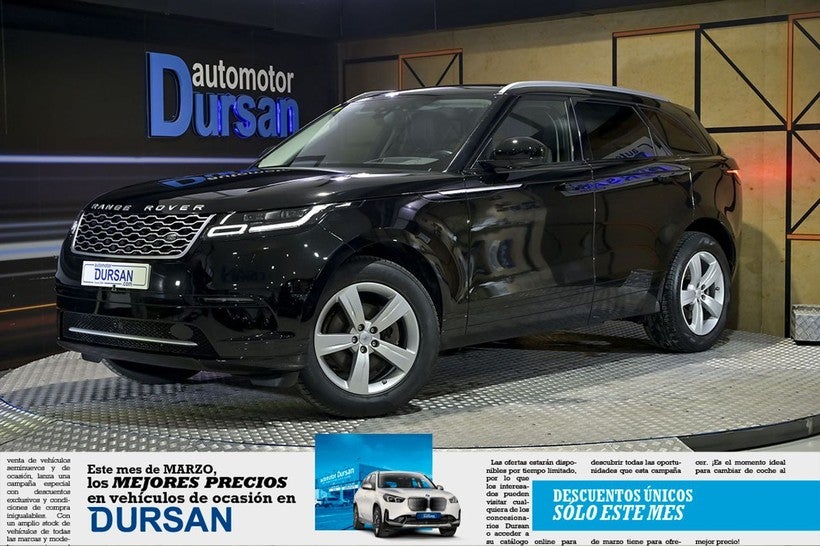 automotor
Dursan
RANGE ROVER
automotor
DURSAN
.com
venta de vehículos
seminuevos y de
ocasión, lanza una
campaña especial
con descuentos
exclusivos y condi-
ciones de compra
inigualables. Con
un amplio stock de
vehículos de todas
las marcas y mode-
Este mes de MARZO,
los MEJORES PRECIOS
en vehículos de ocasión en
DURSAN
automotor Dursan
Las ofertas estarán dispo-
nibles por tiempo limitado,
por lo que
los interesa-
dos pueden
visitar cual-
quiera de los
concesiona-
rios Dursan
o acceder a
su catálogo online para
descubrir todas las oportu-
nidades que esta campaña
de marzo tiene para ofre-
cer. ¡Es el momento ideal
para cambiar de coche al
mejor precio!
DESCUENTOS ÚNICOS
SÓLO ESTE MES